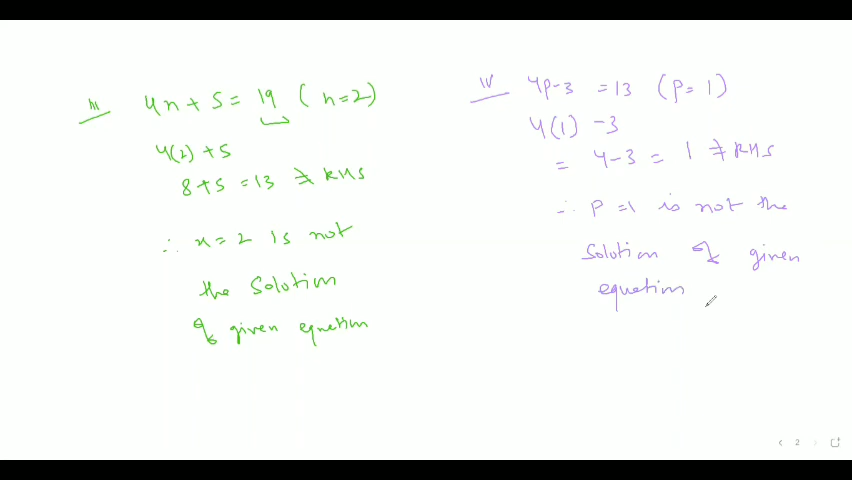 iii 4n + 5 = 19 ( n=2)
4(2) + 5
8+5 = 13 ≠ RHS
∴ x = 2 is not
the solution
of given equation
iv 4p-3 = 13 (p= 1)
4(1) -3
= 4-3 = 1 ≠ RHS
∴ P = 1 is not the
solution of given
equation
2